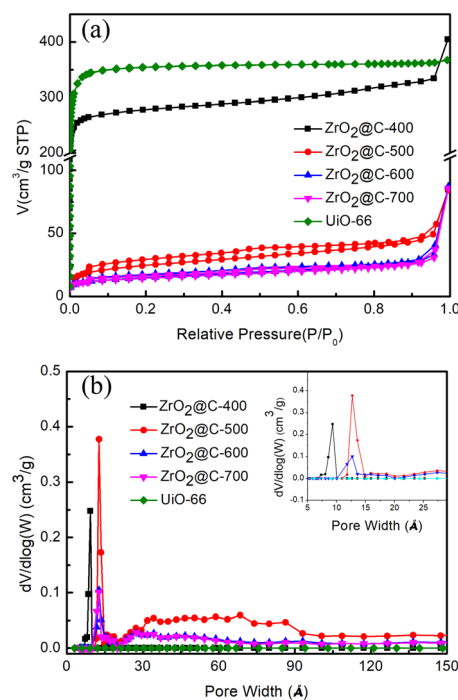 (a)
400
350
300
250
200
100
50
0
V(cm³/g STP)
ZrO₂@C-400
ZrO₂@C-500
ZrO₂@C-600
ZrO₂@C-700
UiO-66
0.0 0.2 0.4 0.6 0.8 1.0
Relative Pressure(P/P₀)
(b)
0.5
0.4
0.3
0.2
0.1
0.0
dV/dlog(W) (cm³/g)
ZrO₂@C-400
ZrO₂@C-500
ZrO₂@C-600
ZrO₂@C-700
UiO-66
0.4
0.3
0.2
0.1
0.0
dV/dlog(W) (cm³/g)
5 10 15 20 25
Pore Width (Å)
0 30 60 90 120 150
Pore Width (Å)